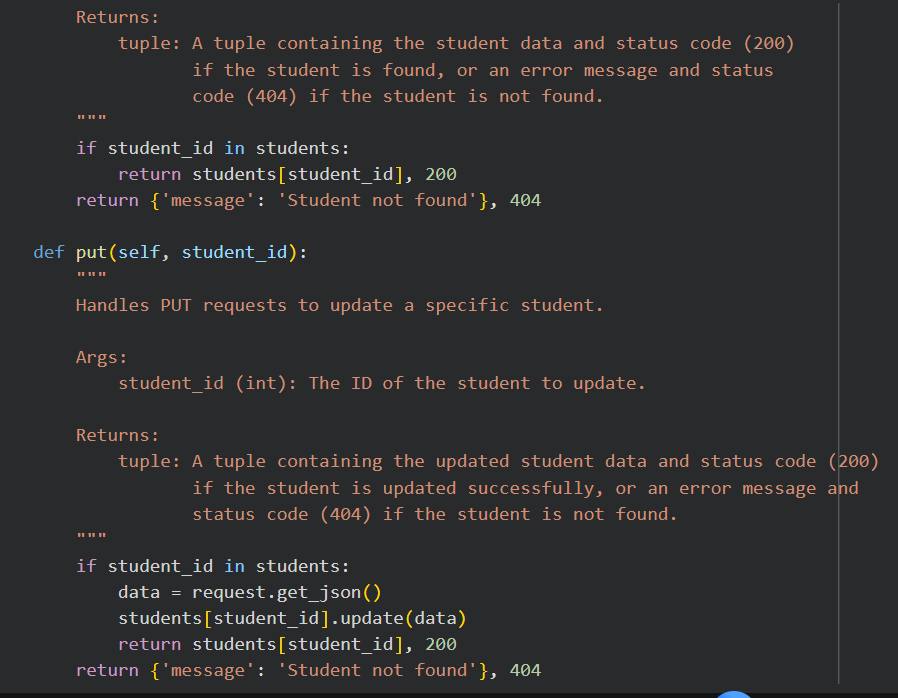 Returns:
    tuple: A tuple containing the student data and status code (200)
           if the student is found, or an error message and status
           code (404) if the student is not found.
"""
if student_id in students:
    return students[student_id], 200
return {'message': 'Student not found'}, 404

def put(self, student_id):
    """
    Handles PUT requests to update a specific student.

    Args:
        student_id (int): The ID of the student to update.

    Returns:
        tuple: A tuple containing the updated student data and status code (200)
               if the student is updated successfully, or an error message and
               status code (404) if the student is not found.
    """
    if student_id in students:
        data = request.get_json()
        students[student_id].update(data)
        return students[student_id], 200
    return {'message': 'Student not found'}, 404